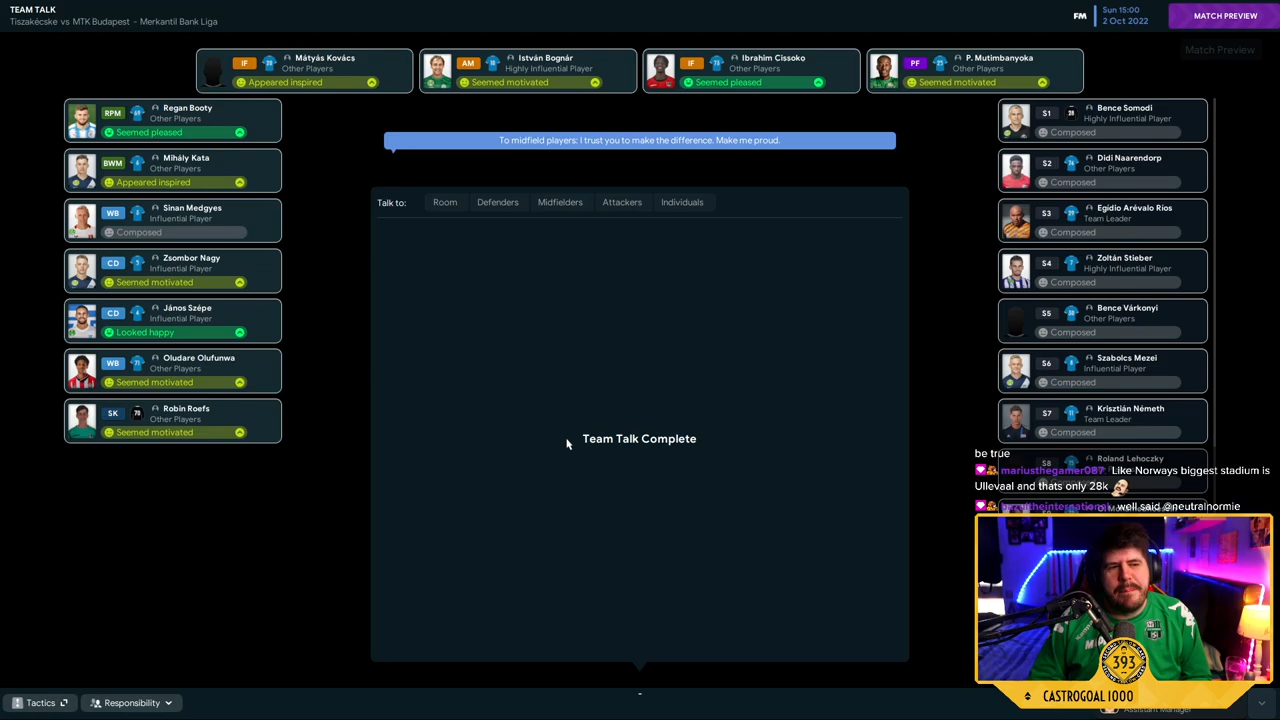 TEAM TALK
Tiszakécske vs MTK Budapest - Merkantil Bank Liga
FM
Sun 15:00
2 Oct 2022
MATCH PREVIEW
Match Preview
IF
Mátyás Kovács
Other Players
Appeared inspired
AM
István Bognár
Highly Influential Player
Seemed motivated
IF
Ibrahim Cissoko
Other Players
Seemed pleased
PF
P. Mutimbanyoka
Other Players
Seemed motivated
RPM
Regan Booty
Other Players
Seemed pleased
BWM
Mihály Kata
Other Players
Appeared inspired
WB
Sinan Medgyes
Influential Player
Composed
CD
Zsombor Nagy
Influential Player
Seemed motivated
CD
János Szépe
Influential Player
Looked happy
WB
Oludare Olufunwa
Other Players
Seemed motivated
SK
Robin Roefs
Other Players
Seemed motivated
To midfield players: I trust you to make the difference. Make me proud.
Talk to:
Room
Defenders
Midfielders
Attackers
Individuals
Team Talk Complete
S1
Bence Somodi
Highly Influential Player
Composed
S2
Didi Naarendorp
Other Players
Composed
S3
Egidio Arévalo Ríos
Team Leader
Composed
S4
Zoltán Stieber
Highly Influential Player
Composed
S5
Bence Várkonyi
Other Players
Composed
S6
Szabolcs Mezei
Influential Player
Composed
S7
Krisztián Németh
Team Leader
Composed
S8
Roland Lehoczky
be true
mariusthegamer087 Like Norways biggest stadium is
Ullevaal and thats only 28k
well said @neutralnormie
393
CASTROGOAL 1000
Assistant Manager
Tactics
Responsibility